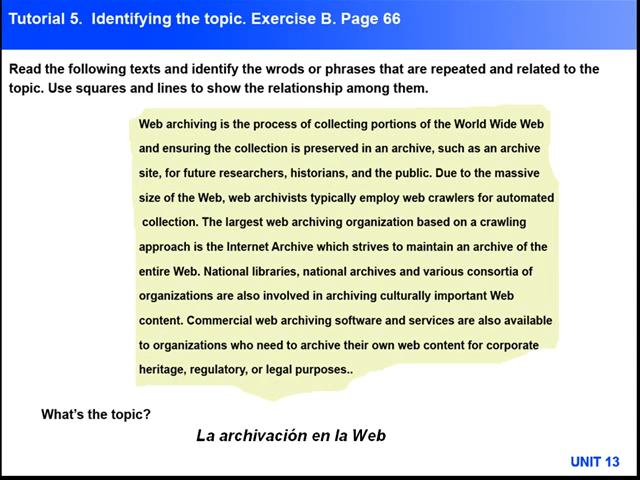 Tutorial 5. Identifying the topic. Exercise B. Page 66
Read the following texts and identify the wrods or phrases that are repeated and related to the
topic. Use squares and lines to show the relationship among them.
Web archiving is the process of collecting portions of the World Wide Web
and ensuring the collection is preserved in an archive, such as an archive
site, for future researchers, historians, and the public. Due to the massive
size of the Web, web archivists typically employ web crawlers for automated
collection. The largest web archiving organization based on a crawling
approach is the Internet Archive which strives to maintain an archive of the
entire Web. National libraries, national archives and various consortia of
organizations are also involved in archiving culturally important Web
content. Commercial web archiving software and services are also available
to organizations who need to archive their own web content for corporate
heritage, regulatory, or legal purposes..
What's the topic?
La archivación en la Web
UNIT 13